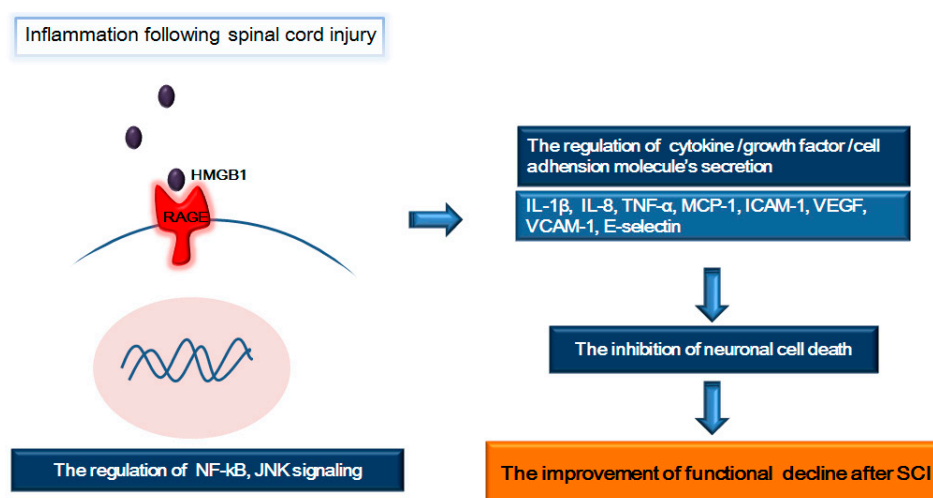 Inflammation following spinal cord injury
HMGB1
RAGE
The regulation of NF-kB, JNK signaling
The regulation of cytokine /growth factor /cell
adhension molecule's secretion
IL-1β, IL-8, TNF-α, MCP-1, ICAM-1, VEGF,
VCAM-1, E-selectin
The inhibition of neuronal cell death
The improvement of functional decline after SCI